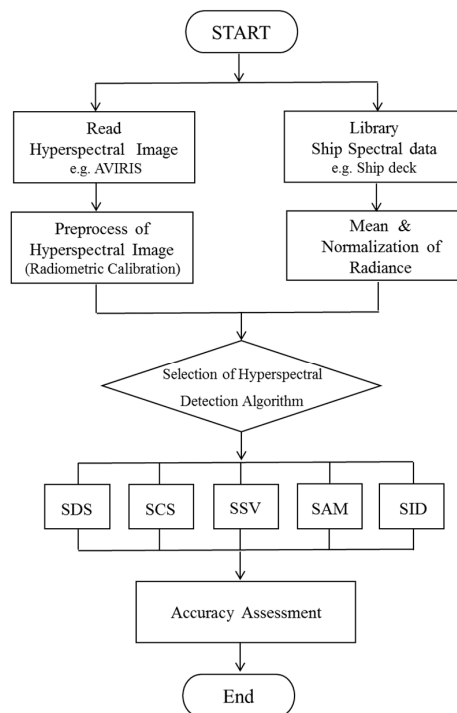 START
Read
Hyperspectral Image
e.g. AVIRIS
Library
Ship Spectral data
e.g. Ship deck
Preprocess of
Hyperspectral Image
(Radiometric Calibration)
Mean &
Normalization of
Radiance
Selection of Hyperspectral
Detection Algorithm
SDS
SCS
SSV
SAM
SID
Accuracy Assessment
End